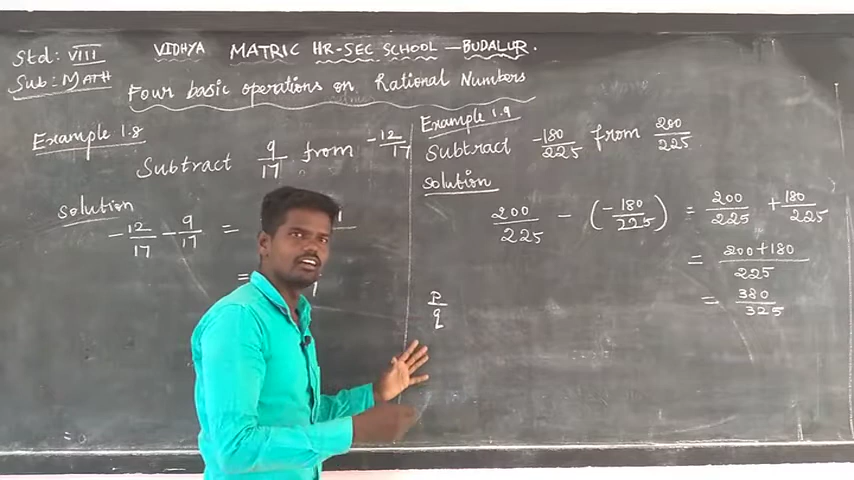 Std: VIII VIDHYA MATRIC HR-SEC SCHOOL — BUDALUR.
Sub: MATH
Four basic operations on Rational Numbers
Example 1.8
Subtract 9/17 from -12/17
Solution
-12/17 - 9/17 =
=
Example 1.9
Subtract -180/225 from 200/225
Solution
200/225 - (-180/225) = 200/225 + 180/225
= 200+180/225
= 380/325
P/q